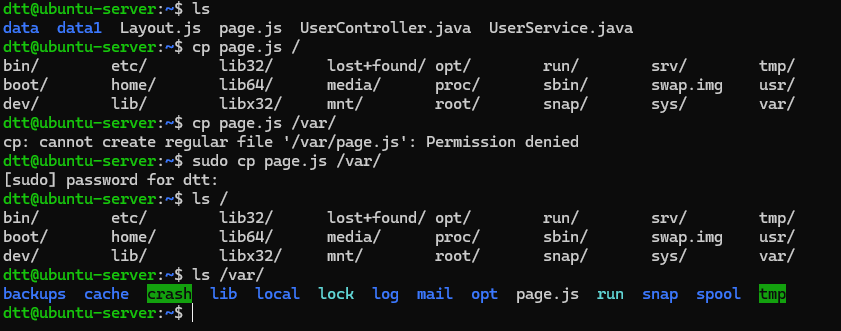 dtt@ubuntu-server:~$ ls
data  data1  Layout.js  page.js  UserController.java  UserService.java
dtt@ubuntu-server:~$ cp page.js /
bin/        etc/        lib32/      lost+found/ opt/        run/        srv/        tmp/
boot/       home/       lib64/      media/      proc/       sbin/       swap.img    usr/
dev/        lib/        libx32/     mnt/        root/       snap/       sys/        var/
dtt@ubuntu-server:~$ cp page.js /var/
cp: cannot create regular file '/var/page.js': Permission denied
dtt@ubuntu-server:~$ sudo cp page.js /var/
[sudo] password for dtt:
dtt@ubuntu-server:~$ ls /
bin/        etc/        lib32/      lost+found/ opt/        run/        srv/        tmp/
boot/       home/       lib64/      media/      proc/       sbin/       swap.img    usr/
dev/        lib/        libx32/     mnt/        root/       snap/       sys/        var/
dtt@ubuntu-server:~$ ls /var/
backups  cache  crash  lib  local  lock  log  mail  opt  page.js  run  snap  spool  tmp
dtt@ubuntu-server:~$